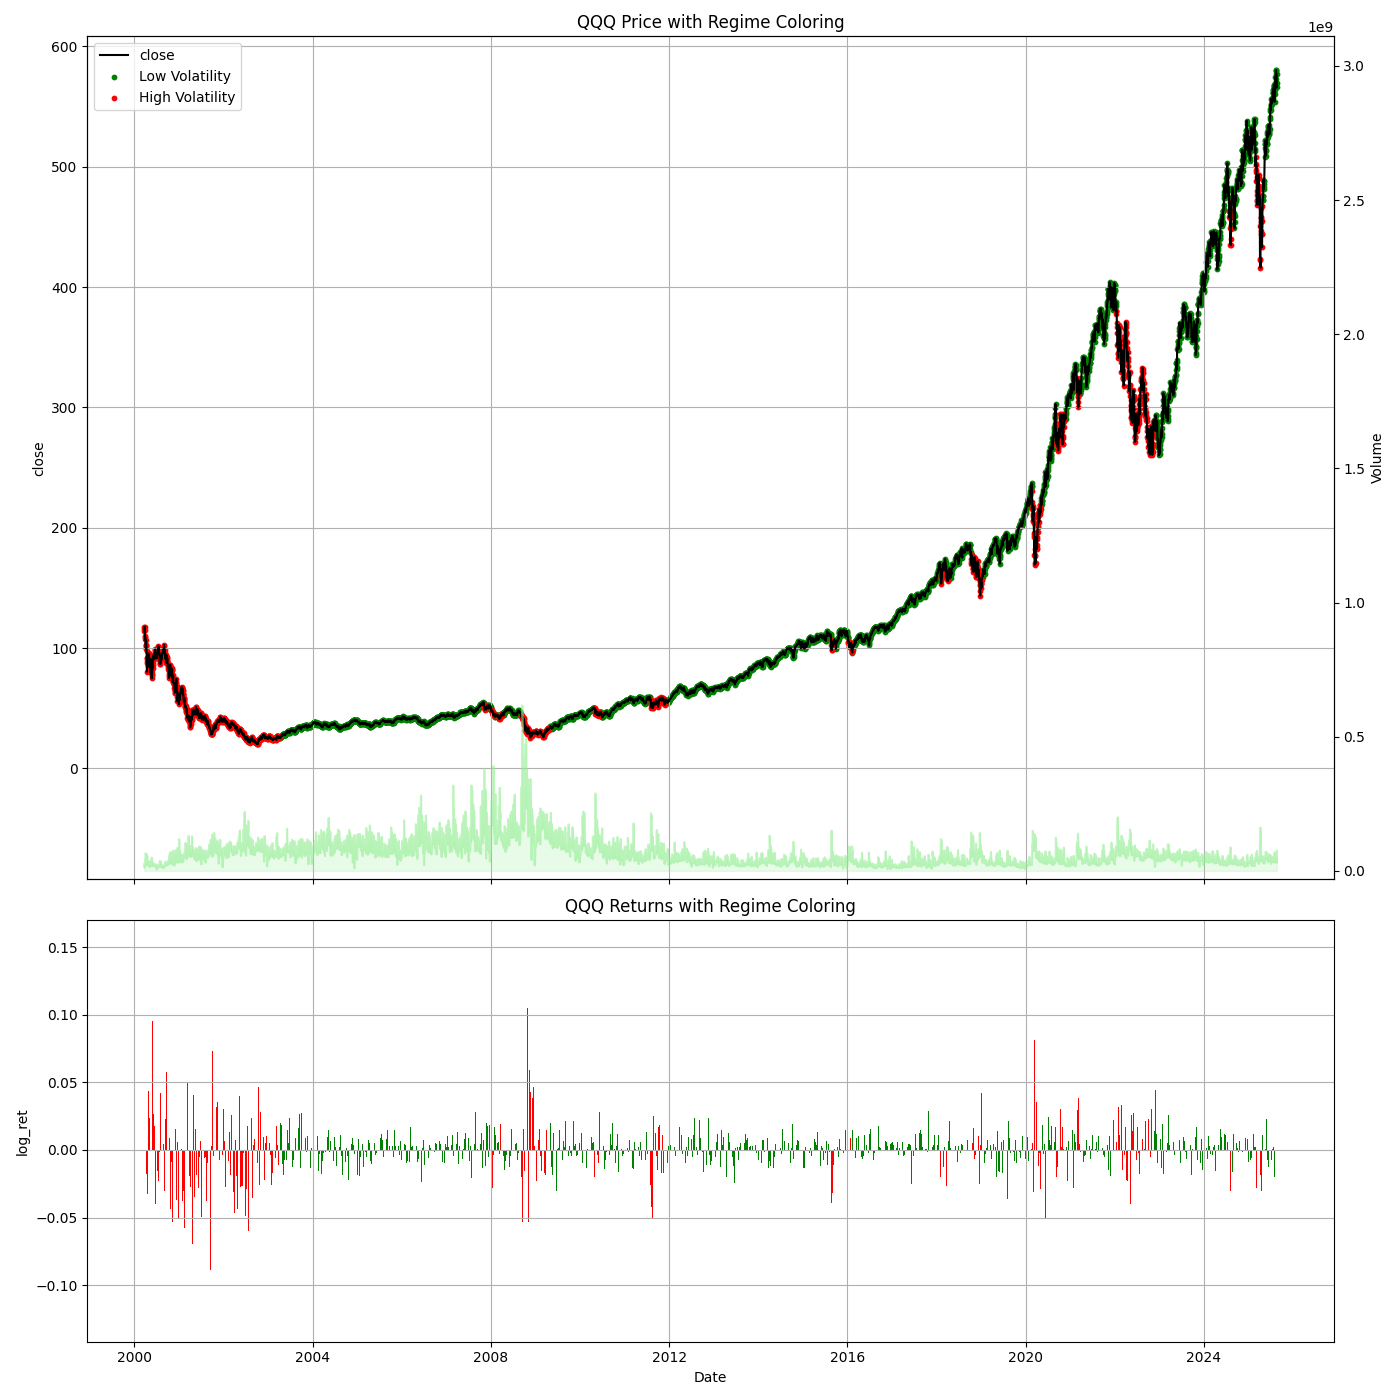 QQQ Price with Regime Coloring
1e9
close
Low Volatility
High Volatility
600
500
400
300
200
100
0
close
3.0
2.5
2.0
1.5
1.0
0.5
0.0
Volume
QQQ Returns with Regime Coloring
0.15
0.10
0.05
0.00
−0.05
−0.10
log_ret
2000 2004 2008 2012 2016 2020 2024
Date